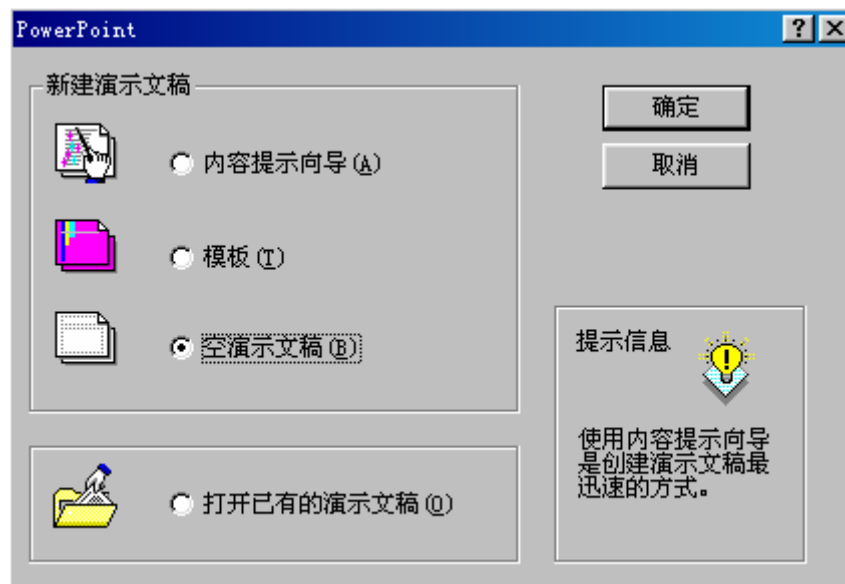 PowerPoint
新建演示文稿
内容提示向导(A)
模板(T)
空演示文稿(B)
打开已有的演示文稿(O)
确定
取消
提示信息
使用内容提示向导
是创建演示文稿最
迅速的方式。